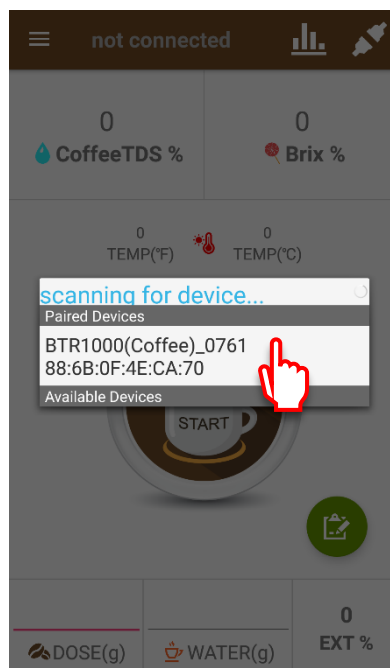 not connected
0
CoffeeTDS %
0
Brix %
0
TEMP(°F)
0
TEMP(℃)
scanning for device...
Paired Devices
BTR1000(Coffee)_0761
88:6B:0F:4E:CA:70
Available Devices
START
DOSE(g)
WATER(g)
0
EXT %